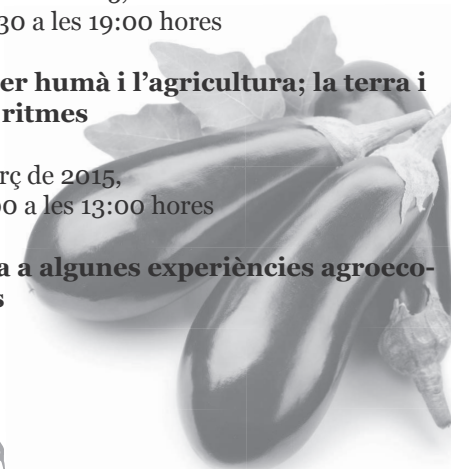 30 a les 19:00 hores
er humà i l’agricultura; la terra i
ritmes
rç de 2015,
00 a les 13:00 hores
a a algunes experiències agroeco-
s